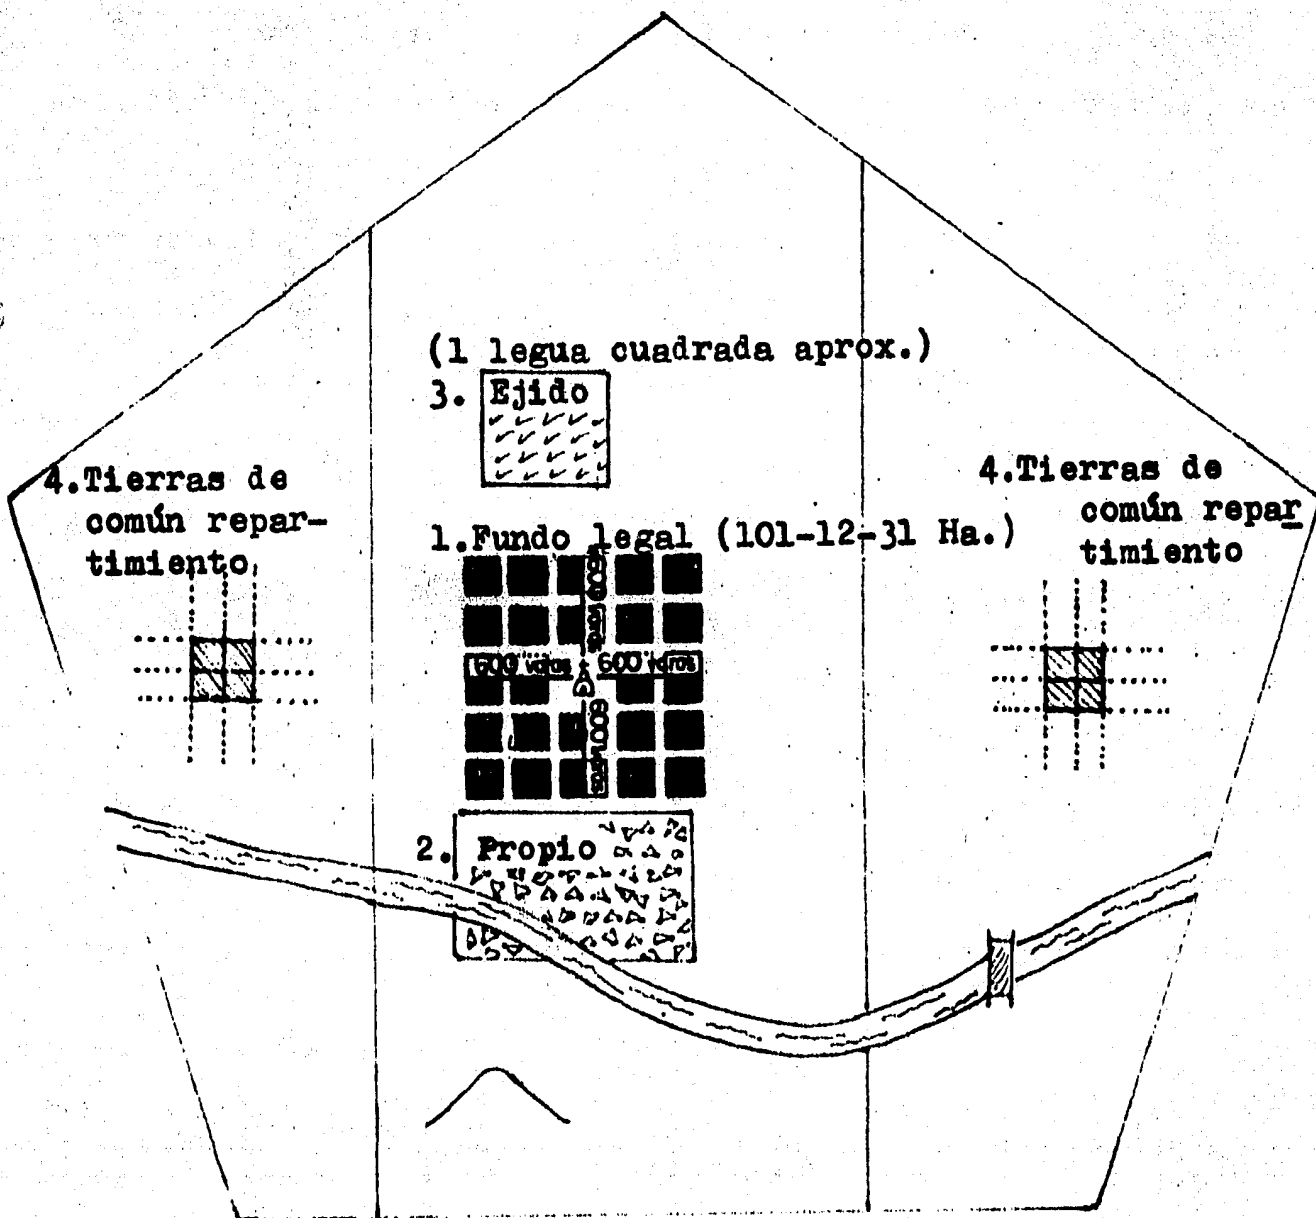 (1 legua cuadrada aprox.)
3. Ejido
4.Tierras de
común repar-
timiento
4.Tierras de
común repar
timiento
1.Fundo legal (101-12-31 Ha.)
600 varas
600 varas 600 varas
600 varas
2. Propio